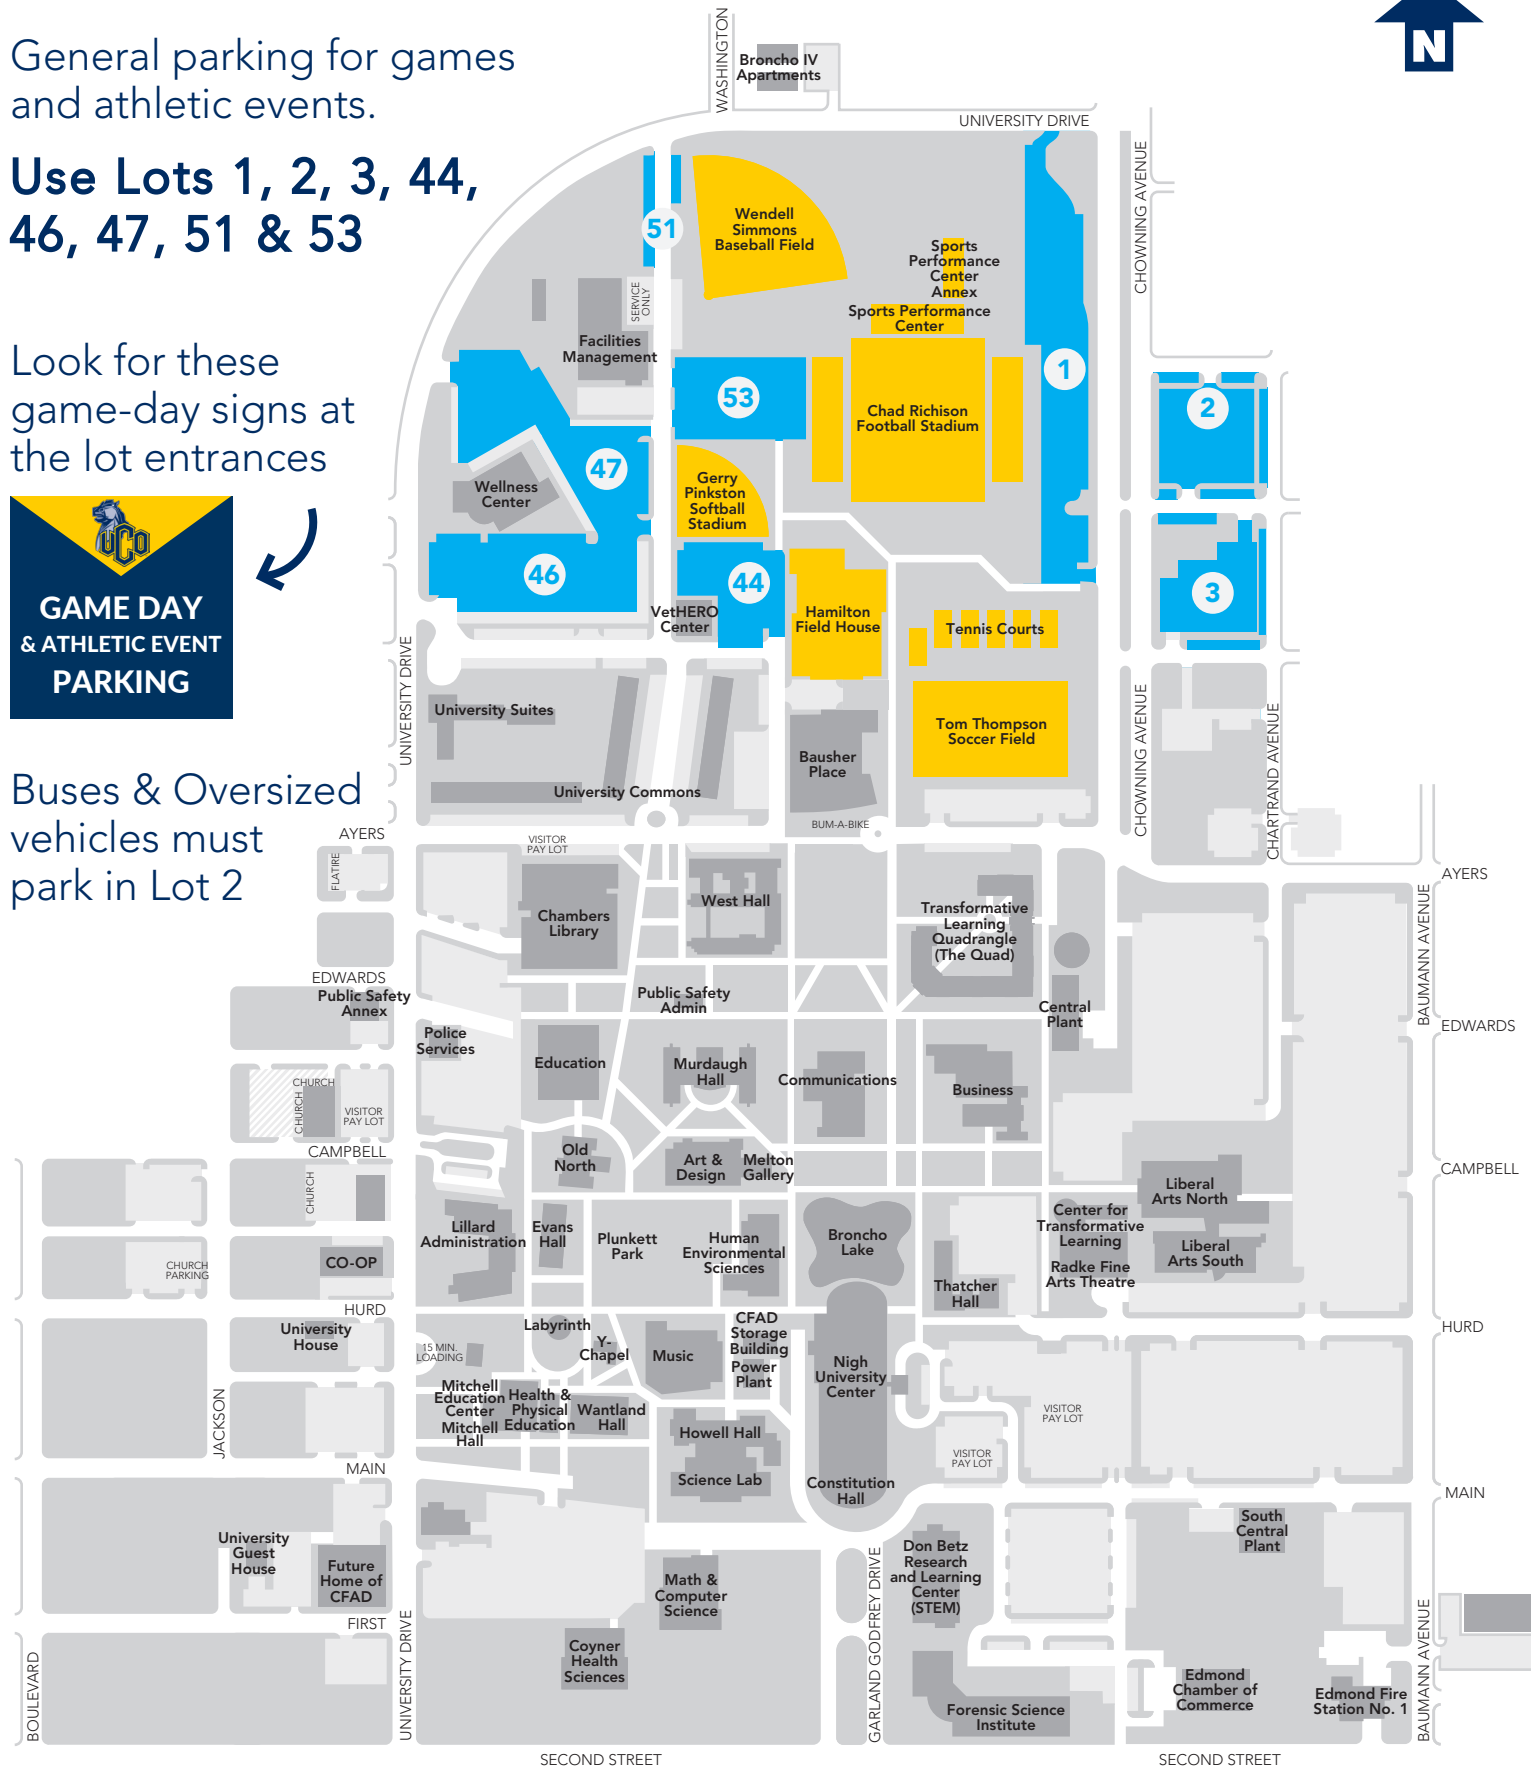 General parking for games
and athletic events.
Use Lots 1, 2, 3, 44,
46, 47, 51 & 53
Look for these
game-day signs at
the lot entrances
UCO
GAME DAY
& ATHLETIC EVENT
PARKING
Buses & Oversized
vehicles must
park in Lot 2
N
WASHINGTON
Broncho IV
Apartments
UNIVERSITY DRIVE
CHOWNING AVENUE
51
Wendell
Simmons
Baseball Field
Sports
Performance
Center
Annex
Sports Performance
Center
SERVICE
ONLY
Facilities
Management
53
Chad Richison
Football Stadium
1
2
47
Wellness
Center
Gerry
Pinkston
Softball
Stadium
46
44
VetHERO
Center
Hamilton
Field House
Tennis Courts
3
UNIVERSITY DRIVE
University Suites
Tom Thompson
Soccer Field
CHOWNING AVENUE
CHARTRAND AVENUE
Bausher
Place
University Commons
BUM-A-BIKE
AYERS
FLATIRE
VISITOR
PAY LOT
AYERS
BAUMANN AVENUE
Chambers
Library
West Hall
Transformative
Learning
Quadrangle
(The Quad)
EDWARDS
Public Safety
Annex
Public Safety
Admin
Central
Plant
EDWARDS
Police
Services
Education
Murdaugh
Hall
Communications
Business
CHURCH
CHURCH
VISITOR
PAY LOT
CAMPBELL
Old
North
Art &
Design
Melton
Gallery
CAMPBELL
CHURCH
Liberal
Arts North
Lillard
Administration
Evans
Hall
Plunkett
Park
Human
Environmental
Sciences
Broncho
Lake
Center for
Transformative
Learning
Liberal
Arts South
Radke Fine
Arts Theatre
CHURCH
PARKING
CO-OP
Thatcher
Hall
HURD
University
House
15 MIN.
LOADING
Labyrinth
Y-
Chapel
Music
CFAD
Storage
Building
Power
Plant
HURD
Nigh
University
Center
JACKSON
Mitchell
Education
Center
Mitchell
Hall
Health &
Physical
Education
Wantland
Hall
Howell Hall
Science Lab
Constitution
Hall
VISITOR
PAY LOT
VISITOR
PAY LOT
MAIN
MAIN
University
Guest
House
Future
Home of
CFAD
Math &
Computer
Science
Don Betz
Research
and Learning
Center
(STEM)
South
Central
Plant
FIRST
Coyner
Health
Sciences
BOULEVARD
UNIVERSITY DRIVE
GARLAND GODFREY DRIVE
Forensic Science
Institute
Edmond
Chamber of
Commerce
Edmond Fire
Station No. 1
BAUMANN AVENUE
SECOND STREET
SECOND STREET